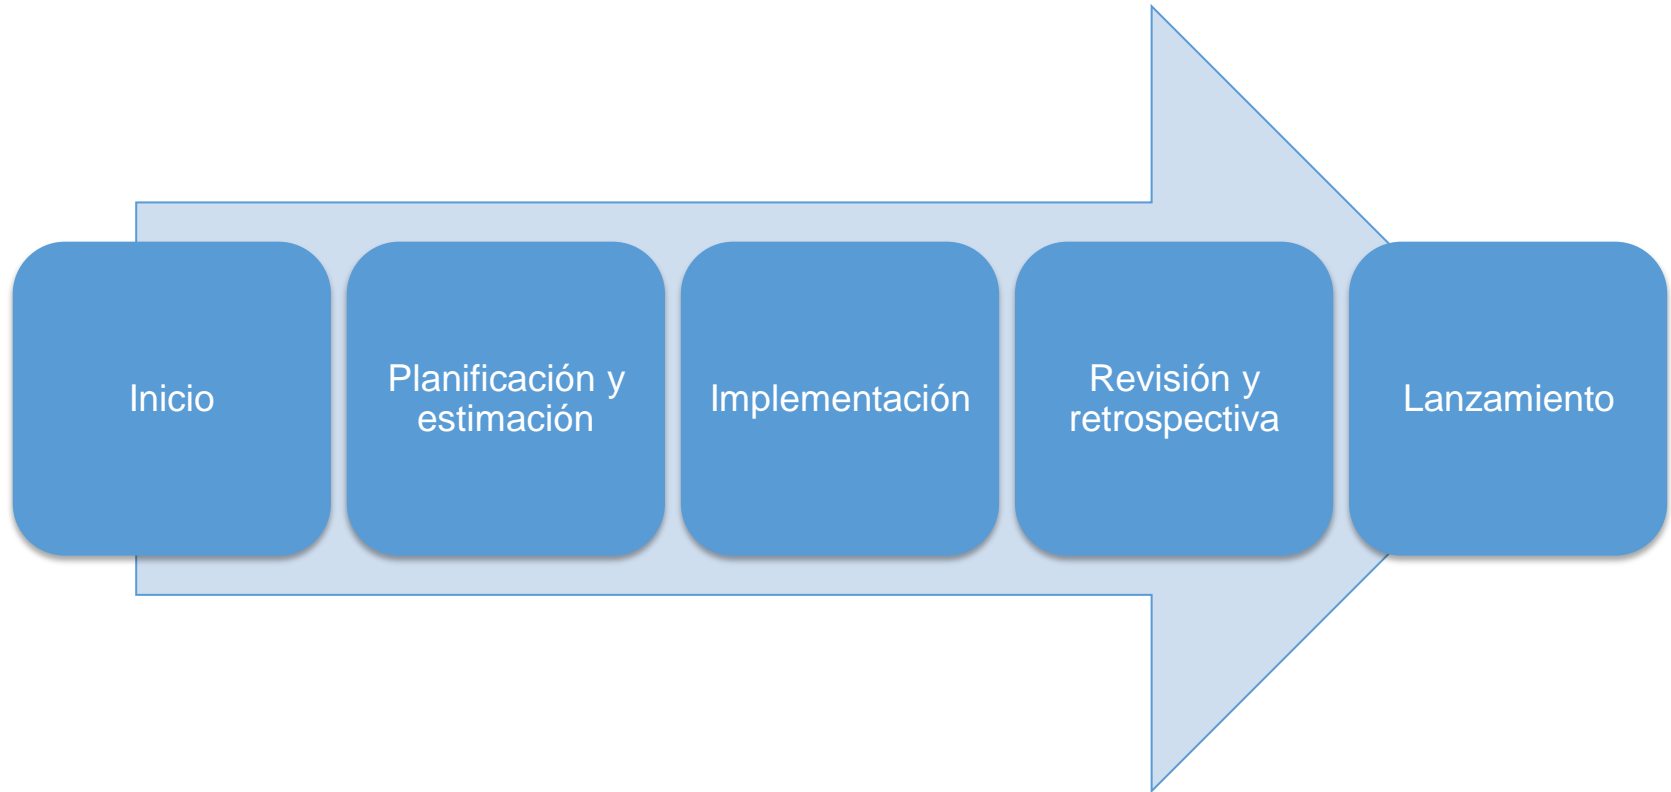 Inicio
Planificación y
estimación
Implementación
Revisión y
retrospectiva
Lanzamiento